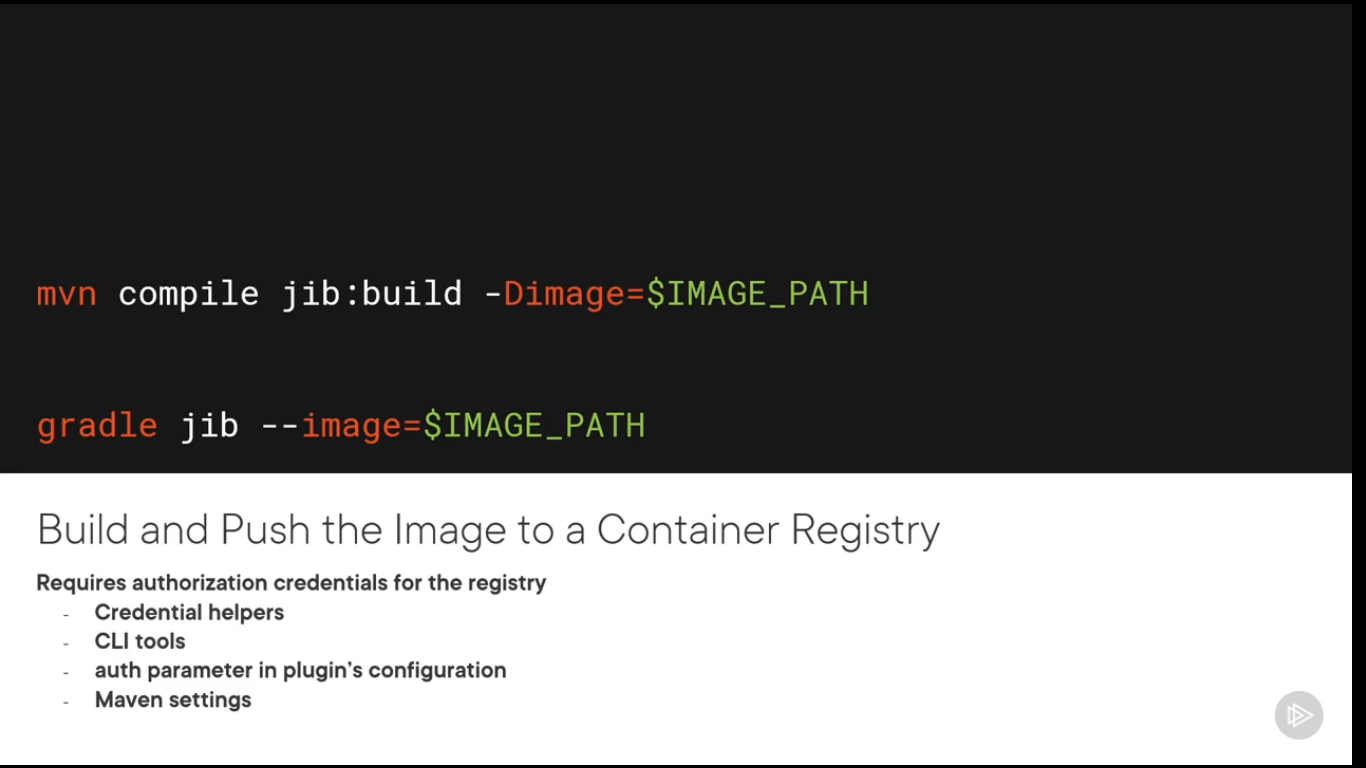 mvn compile jib:build -Dimage=$IMAGE_PATH
gradle jib --image=$IMAGE_PATH
Build and Push the Image to a Container Registry
Requires authorization credentials for the registry
- Credential helpers
- CLI tools
- auth parameter in plugin’s configuration
- Maven settings